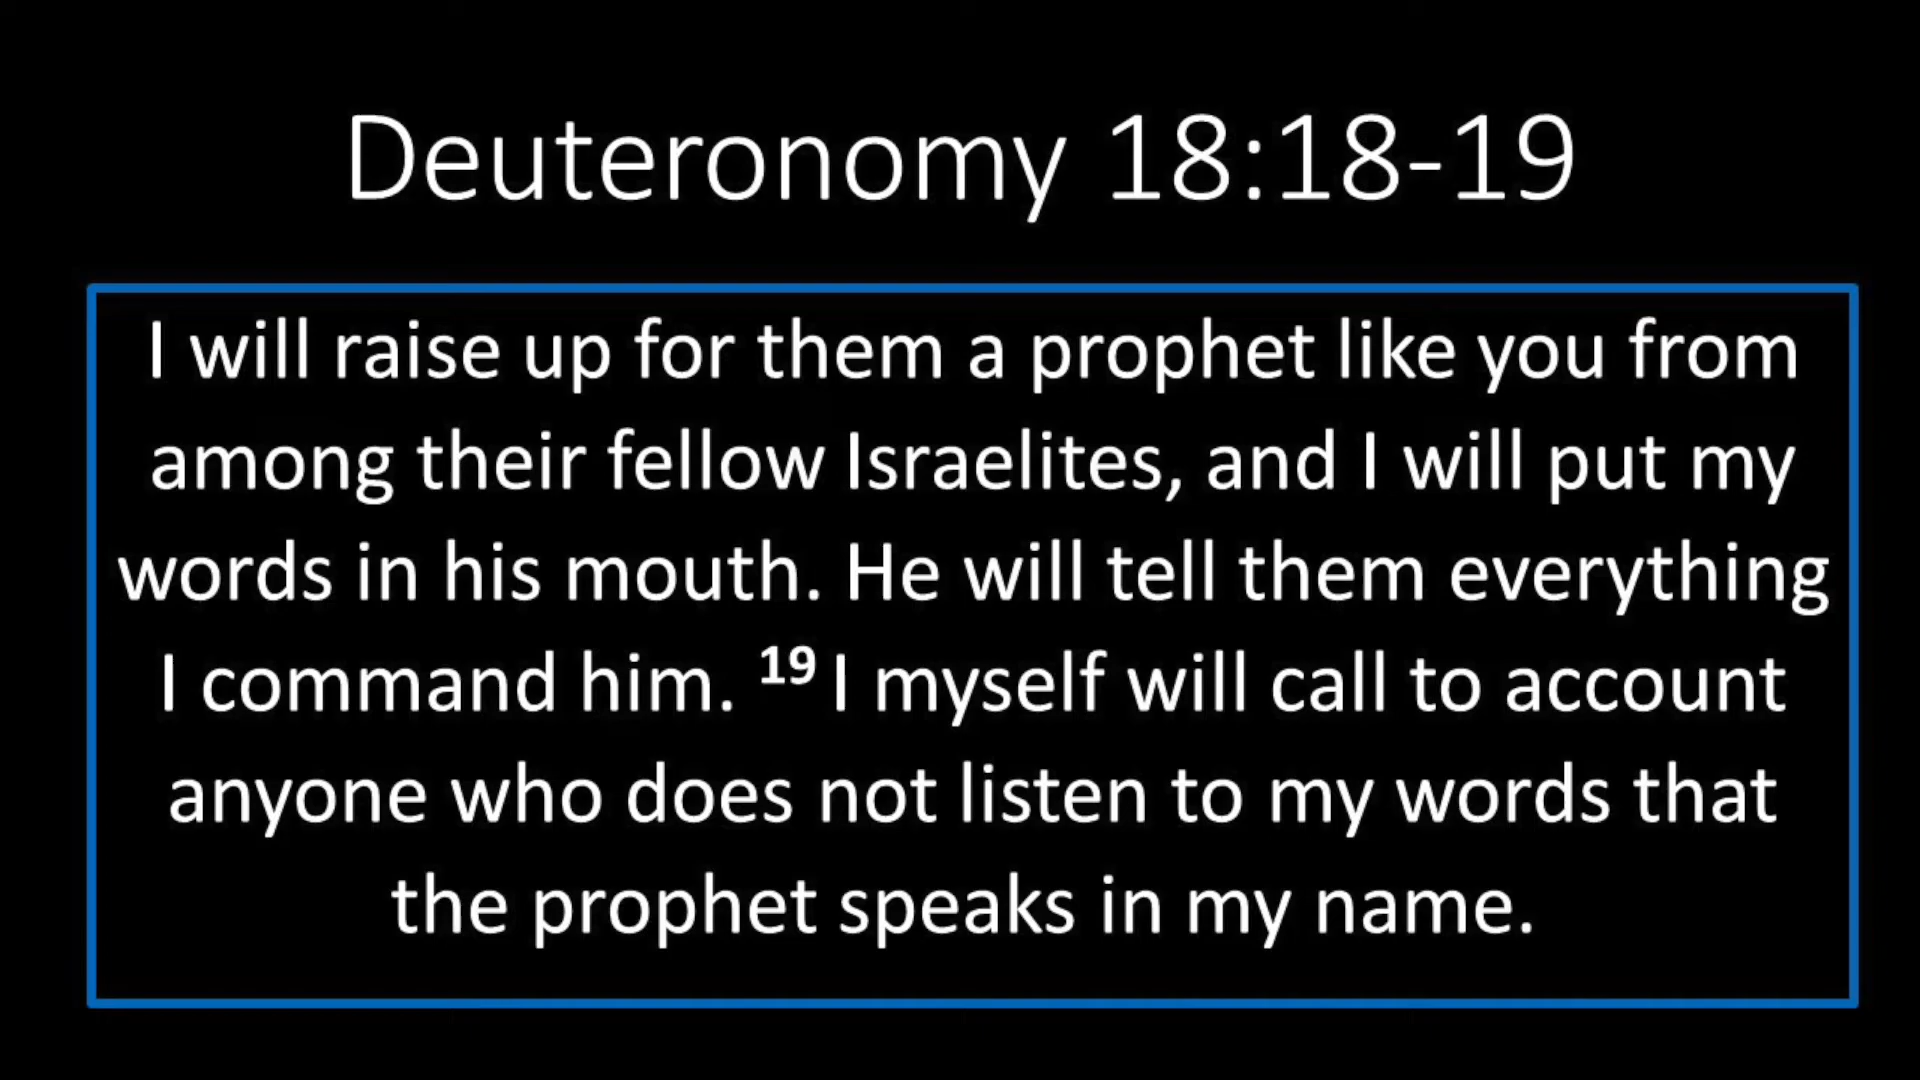 Deuteronomy 18:18-19
I will raise up for them a prophet like you from
among their fellow Israelites, and I will put my
words in his mouth. He will tell them everything
I command him. 19 I myself will call to account
anyone who does not listen to my words that
the prophet speaks in my name.